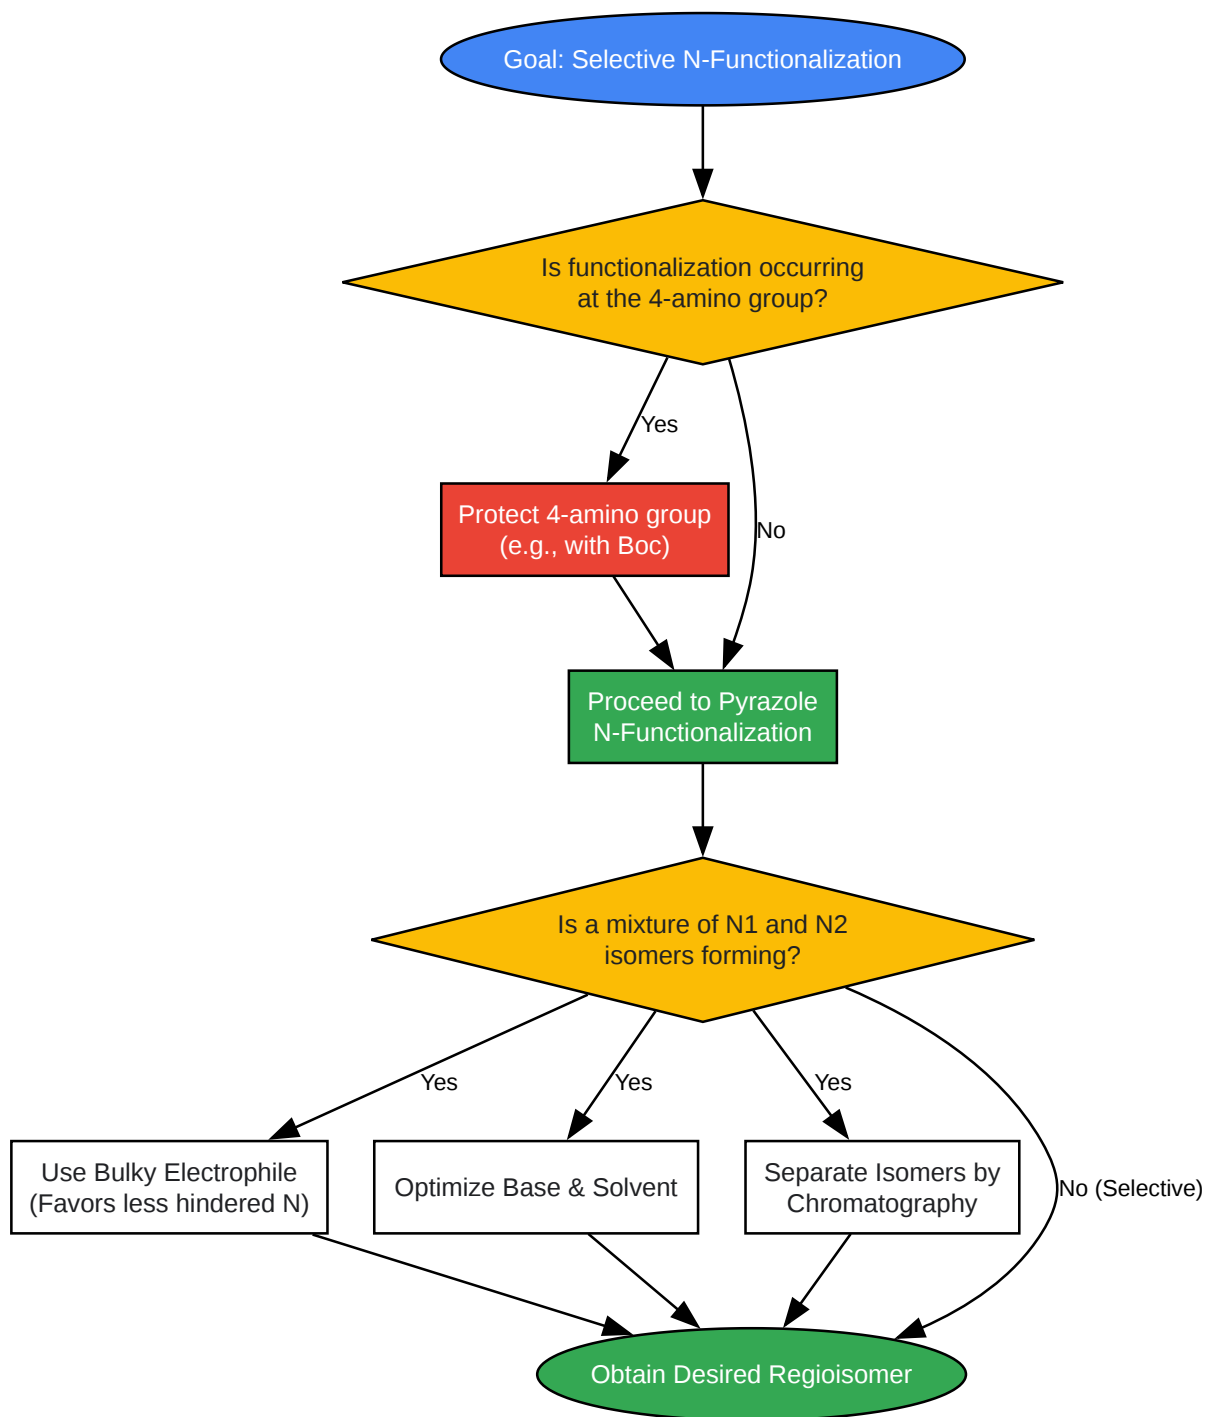 Goal: Selective N-Functionalization
Is functionalization occurring
at the 4-amino group?
Yes
Protect 4-amino group
(e.g., with Boc)
No
Proceed to Pyrazole
N-Functionalization
Is a mixture of N1 and N2
isomers forming?
Yes
Yes
Yes
No (Selective)
Use Bulky Electrophile
(Favors less hindered N)
Optimize Base & Solvent
Separate Isomers by
Chromatography
Obtain Desired Regioisomer